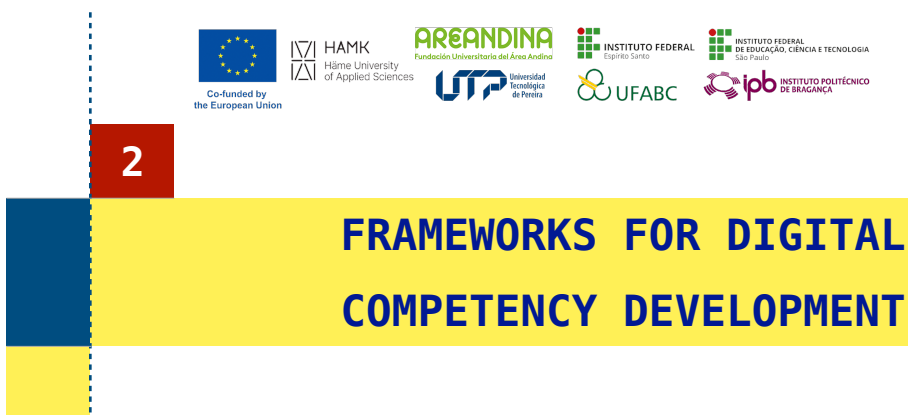 Co-funded by
the European Union
HAMK
Häme University
of Applied Sciences
AREANDINA
Fundación Universitaria del Área Andina
UTP
Universidad
Tecnológica
de Pereira
INSTITUTO FEDERAL
Espírito Santo
UFABC
INSTITUTO FEDERAL
DE EDUCAÇÃO, CIÊNCIA E TECNOLOGIA
São Paulo
ipb
INSTITUTO POLITÉCNICO
DE BRAGANÇA
2
FRAMEWORKS FOR DIGITAL
COMPETENCY DEVELOPMENT